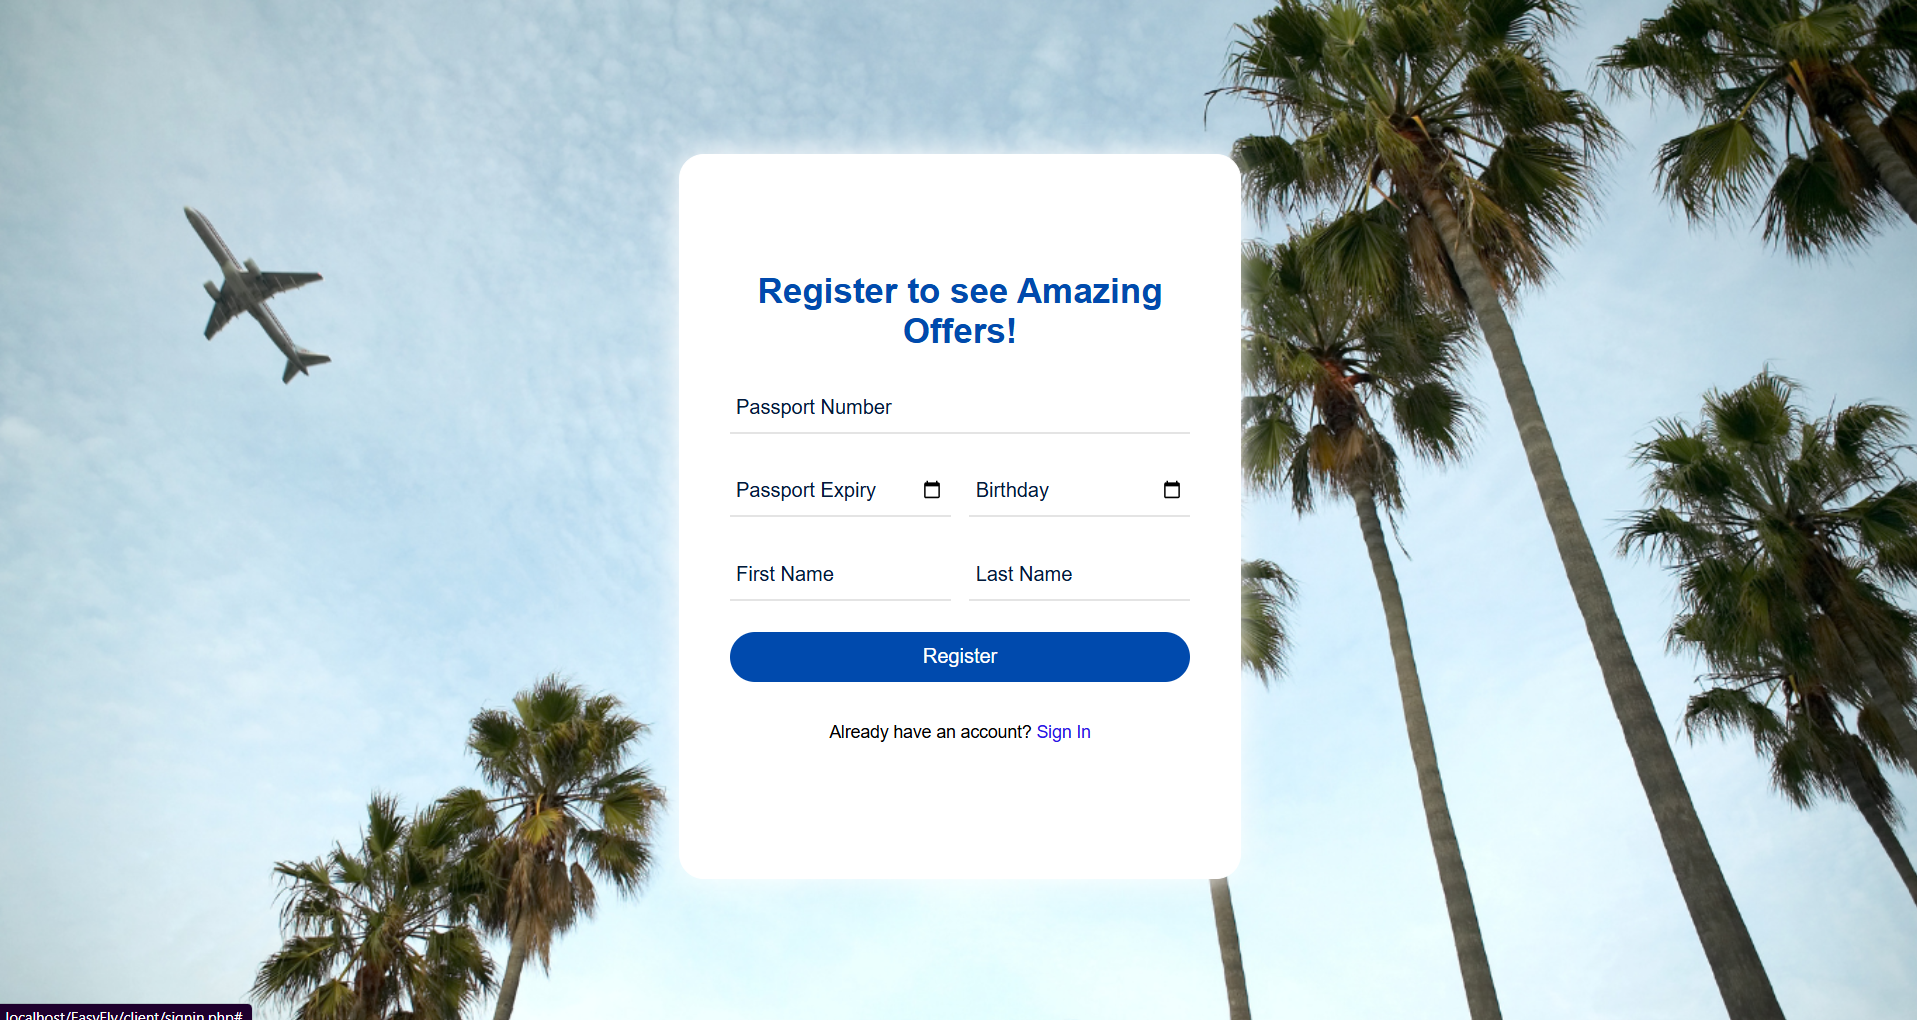 Register to see Amazing
Offers!
Passport Number
Passport Expiry
Birthday
First Name
Last Name
Register
Already have an account? Sign In
localhost/EasyFly/client/signin.php#